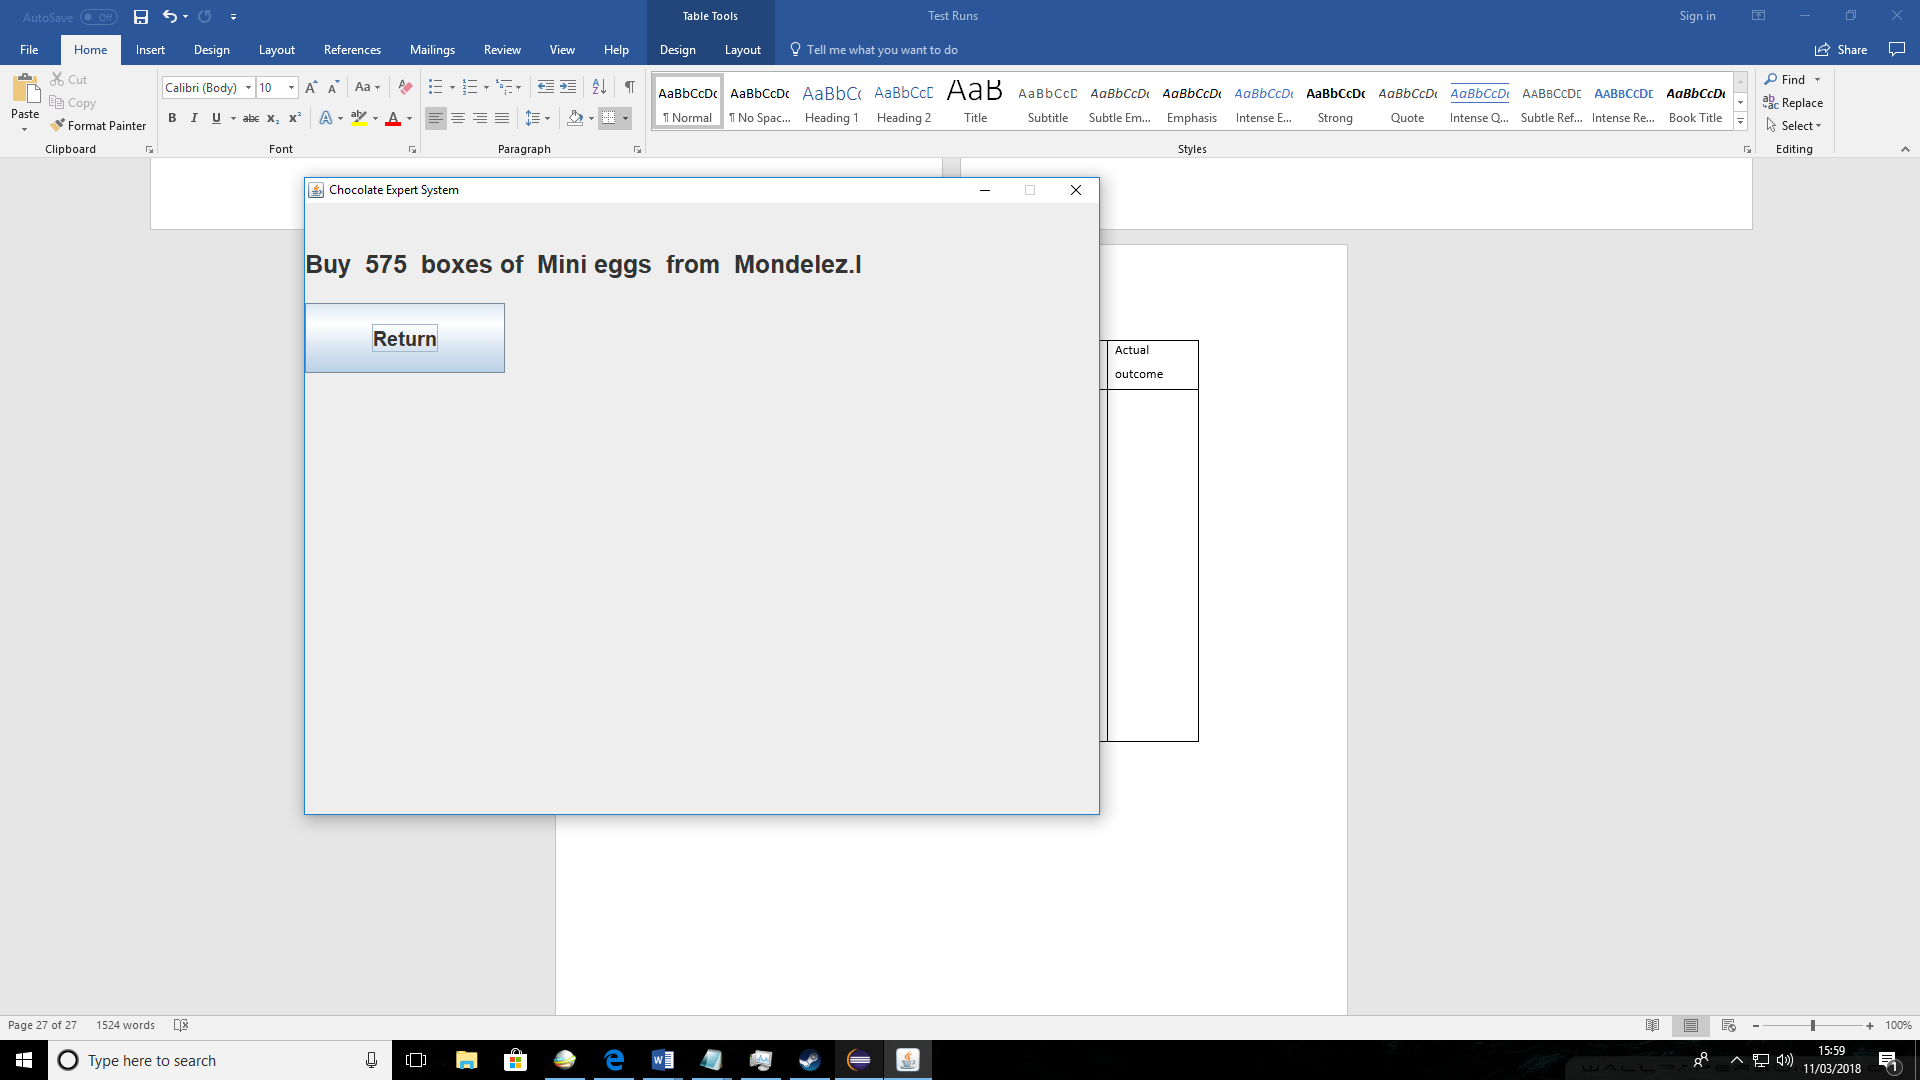 AutoSave Off
Table Tools
Test Runs
Sign in
File Home Insert Design Layout References Mailings Review View Help Design Layout Tell me what you want to do Share
Paste
Cut
Copy
Format Painter
Clipboard
Calibri (Body) 10
Font
Paragraph
AaBbCcDc AaBbCcDc AaBbCc AaBbCcD AaB AaBbCcD AaBbCcDc AaBbCcDc AaBbCcDc AaBbCcDc AaBbCcDc AaBbCcDc AaBbCcDd AaBbCcDd AaBbCcDc
¶ Normal ¶ No Spac... Heading 1 Heading 2 Title Subtitle Subtle Em... Emphasis Intense E... Strong Quote Intense Q... Subtle Ref... Intense Re... Book Title
Styles
Find
Replace
Select
Editing
Chocolate Expert System
Buy 575 boxes of Mini eggs from Mondelez.I
Return
Actual
outcome
Page 27 of 27 1524 words
100%
Type here to search
15:59
11/03/2018
1